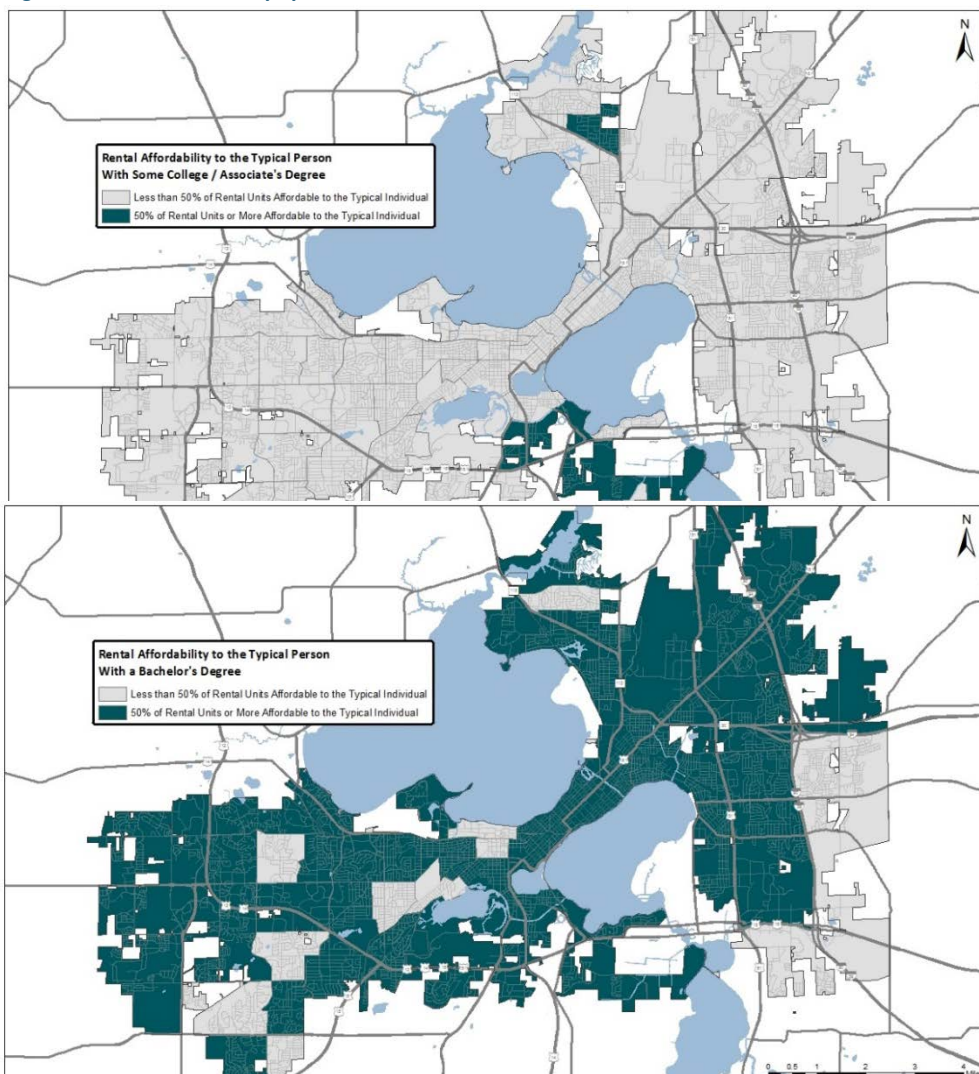 N
Rental Affordability to the Typical Person
With Some College / Associate's Degree
Less than 50% of Rental Units Affordable to the Typical Individual
50% of Rental Units or More Affordable to the Typical Individual
N
Rental Affordability to the Typical Person
With a Bachelor's Degree
Less than 50% of Rental Units Affordable to the Typical Individual
50% of Rental Units or More Affordable to the Typical Individual
0 0.5 1 2 3 4